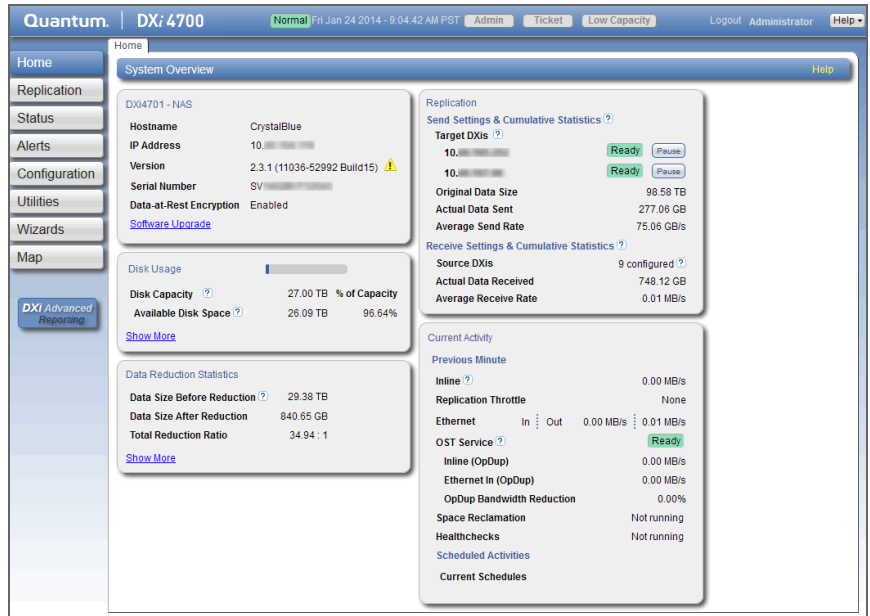 Quantum. DXi 4700 Normal Fri Jan 24 2014 - 9:04:42 AM PST Admin Ticket Low Capacity Logout Administrator Help
Home
Home
Replication
Status
Alerts
Configuration
Utilities
Wizards
Map
DXi Advanced
Reporting
System Overview Help
DXi4701 - NAS
Hostname CrystalBlue
IP Address 10.
Version 2.3.1 (11036-52992 Build15)
Serial Number SV
Data-at-Rest Encryption Enabled
Software Upgrade
Disk Usage
Disk Capacity ? 27.00 TB % of Capacity
Available Disk Space ? 26.09 TB 96.64%
Show More
Data Reduction Statistics
Data Size Before Reduction ? 29.38 TB
Data Size After Reduction 840.65 GB
Total Reduction Ratio 34.94 : 1
Show More
Replication
Send Settings & Cumulative Statistics ?
Target DXis ?
10. Ready Pause
10. Ready Pause
Original Data Size 98.58 TB
Actual Data Sent 277.06 GB
Average Send Rate 75.06 GB/s
Receive Settings & Cumulative Statistics ?
Source DXis 9 configured ?
Actual Data Received 748.12 GB
Average Receive Rate 0.01 MB/s
Current Activity
Previous Minute
Inline ? 0.00 MB/s
Replication Throttle None
Ethernet In Out 0.00 MB/s 0.01 MB/s
OST Service ? Ready
Inline (OpDup) 0.00 MB/s
Ethernet In (OpDup) 0.00 MB/s
OpDup Bandwidth Reduction 0.00%
Space Reclamation Not running
Healthchecks Not running
Scheduled Activities
Current Schedules